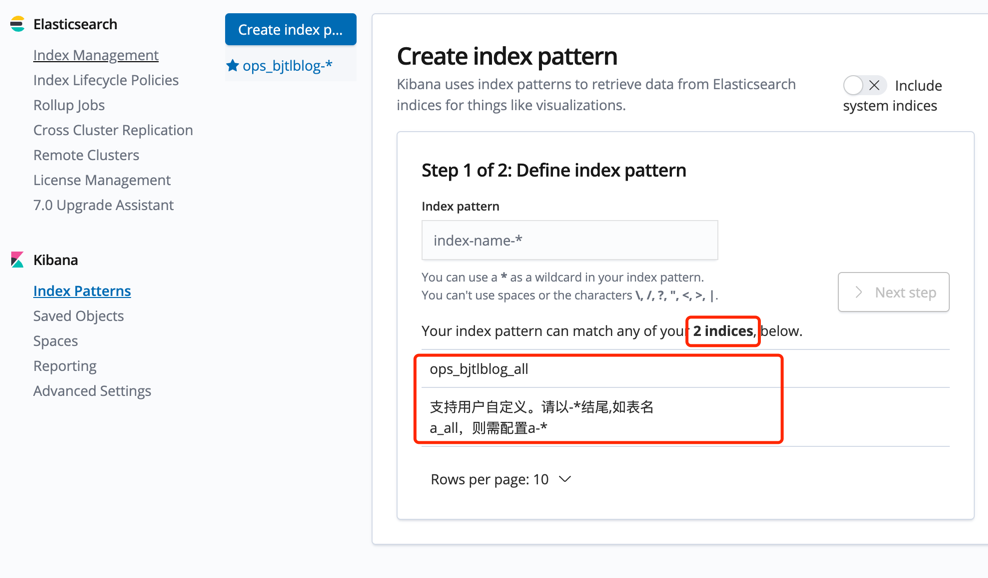 Elasticsearch
Index Management
Index Lifecycle Policies
Rollup Jobs
Cross Cluster Replication
Remote Clusters
License Management
7.0 Upgrade Assistant
Kibana
Index Patterns
Saved Objects
Spaces
Reporting
Advanced Settings
Create index p...
ops_bjtlblog-*
Create index pattern
Kibana uses index patterns to retrieve data from Elasticsearch
indices for things like visualizations.
Include
system indices
Step 1 of 2: Define index pattern
Index pattern
index-name-*
You can use a * as a wildcard in your index pattern.
You can't use spaces or the characters \, /, ?, ", <, >, |.
Next step
Your index pattern can match any of your 2 indices, below.
ops_bjtlblog_all
支持用户自定义。请以-*结尾,如表名
a_all，则需配置a-*
Rows per page: 10